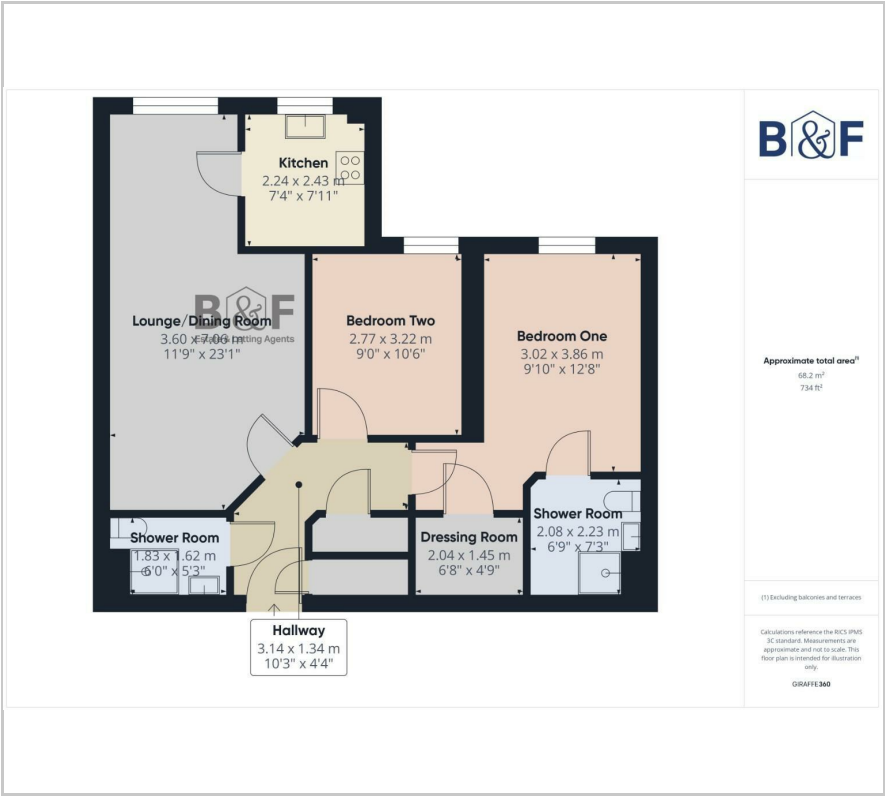 Kitchen
2.24 x 2.43 m
7'4" x 7'11"
B&F
Estate & Letting Agents
Lounge/Dining Room
3.60 x 7.06 m
11'9" x 23'1"
Bedroom Two
2.77 x 3.22 m
9'0" x 10'6"
Bedroom One
3.02 x 3.86 m
9'10" x 12'8"
Shower Room
1.83 x 1.62 m
6'0" x 5'3"
Dressing Room
2.04 x 1.45 m
6'8" x 4'9"
Shower Room
2.08 x 2.23 m
6'9" x 7'3"
Hallway
3.14 x 1.34 m
10'3" x 4'4"
B&F
Approximate total area(1)
68.2 m²
734 ft²
(1) Excluding balconies and terraces
Calculations reference the RICS IPMS
3C standard. Measurements are
approximate and not to scale. This
floor plan is intended for illustration
only.
GIRAFFE360